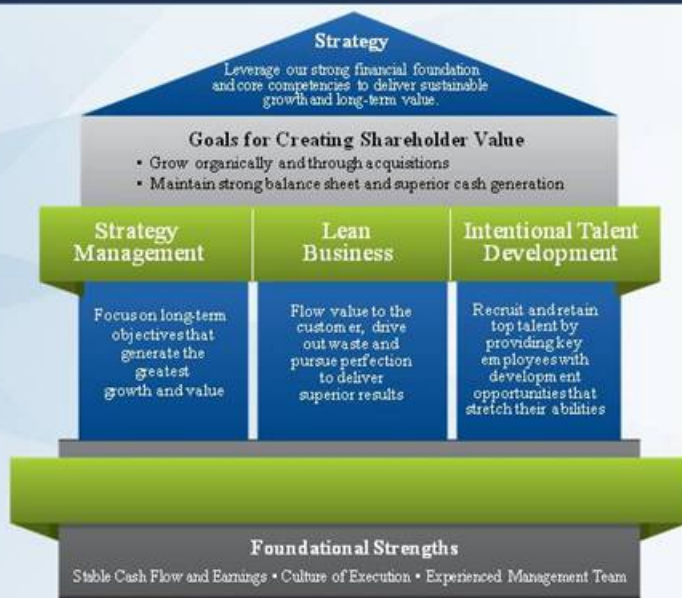 Strategy
Leverage our strong financial foundation
and core competencies to deliver sustainable
growth and long-term value.
Goals for Creating Shareholder Value
• Grow organically and through acquisitions
• Maintain strong balance sheet and superior cash generation
Strategy
Management
Focus on long-term
objectives that
generate the
greatest
growth and value
Lean
Business
Flow value to the
customer, drive
out waste and
pursue perfection
to deliver
superior results
Intentional Talent
Development
Recruit and retain
top talent by
providing key
employees with
development
opportunities that
stretch their abilities
Foundational Strengths
Stable Cash Flow and Earnings • Culture of Execution • Experienced Management Team